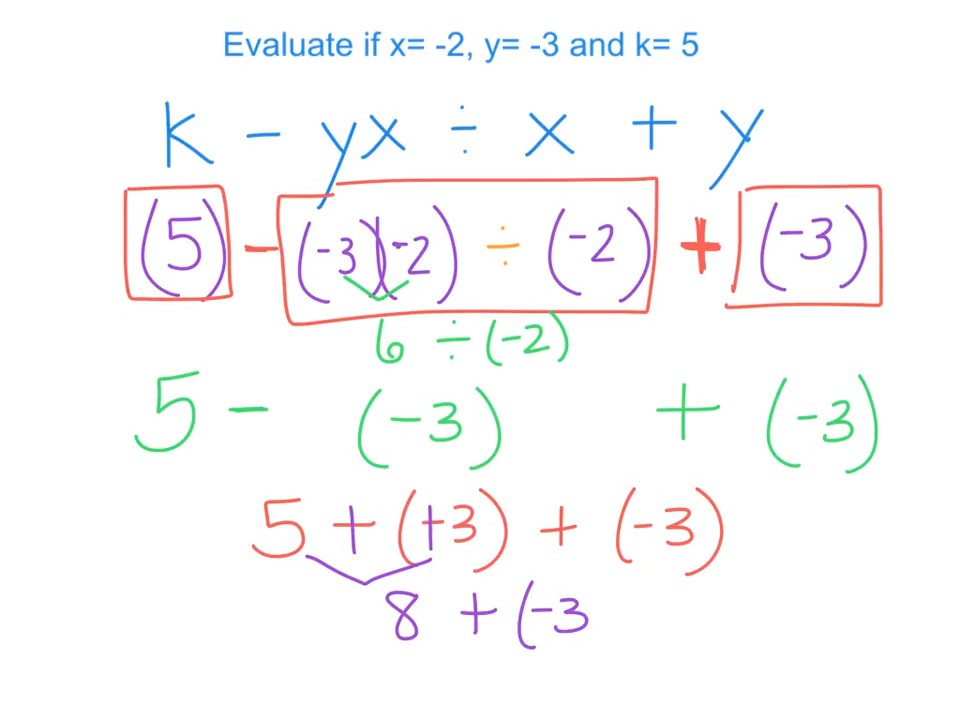 Evaluate if x= -2, y= -3 and k= 5
k - yx ÷ x + y
(5) - (-3)(-2) ÷ (-2) + (-3)
6 ÷ (-2)
5 - (-3) + (-3)
5 + (+3) + (-3)
8 + (-3